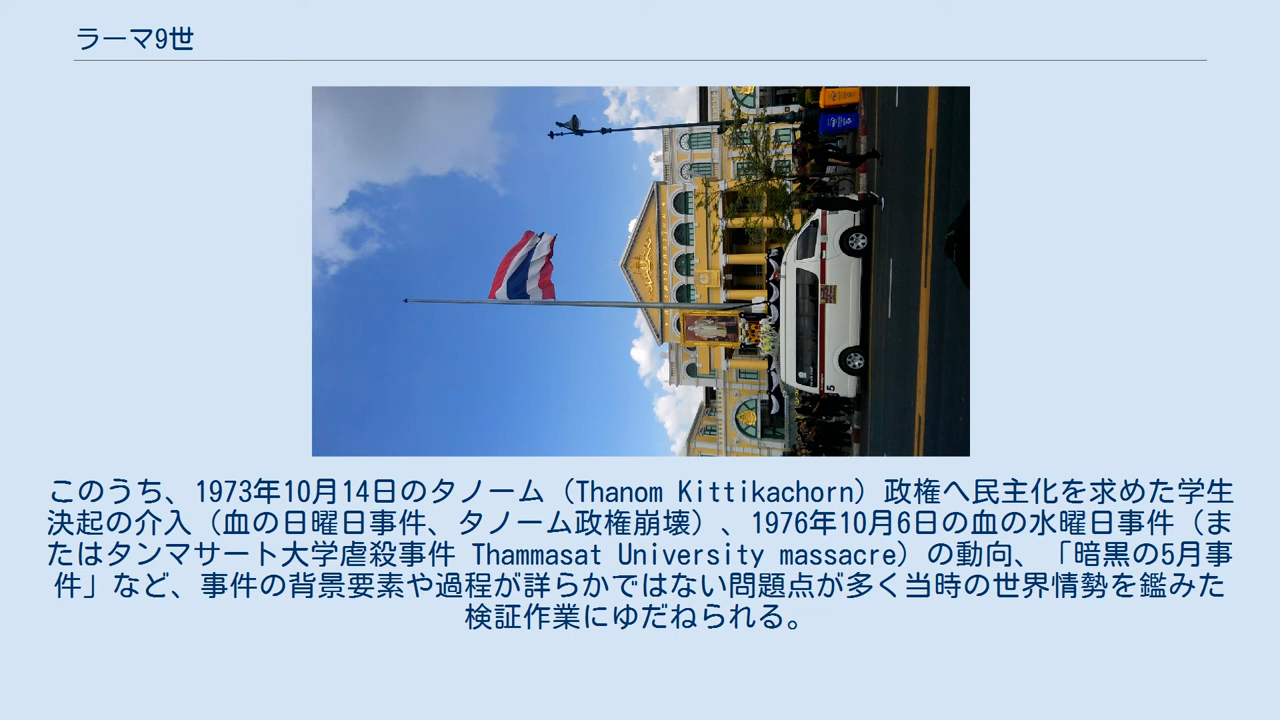 ラーマ9世
このうち、1973年10月14日のタノーム（Thanom Kittikachorn）政権へ民主化を求めた学生
決起の介入（血の日曜日事件、タノーム政権崩壊）、1976年10月6日の血の水曜日事件（ま
たはタンマサート大学虐殺事件 Thammasat University massacre）の動向、「暗黒の5月事
件」など、事件の背景要素や過程が詳らかではない問題点が多く当時の世界情勢を鑑みた
検証作業にゆだねられる。
5